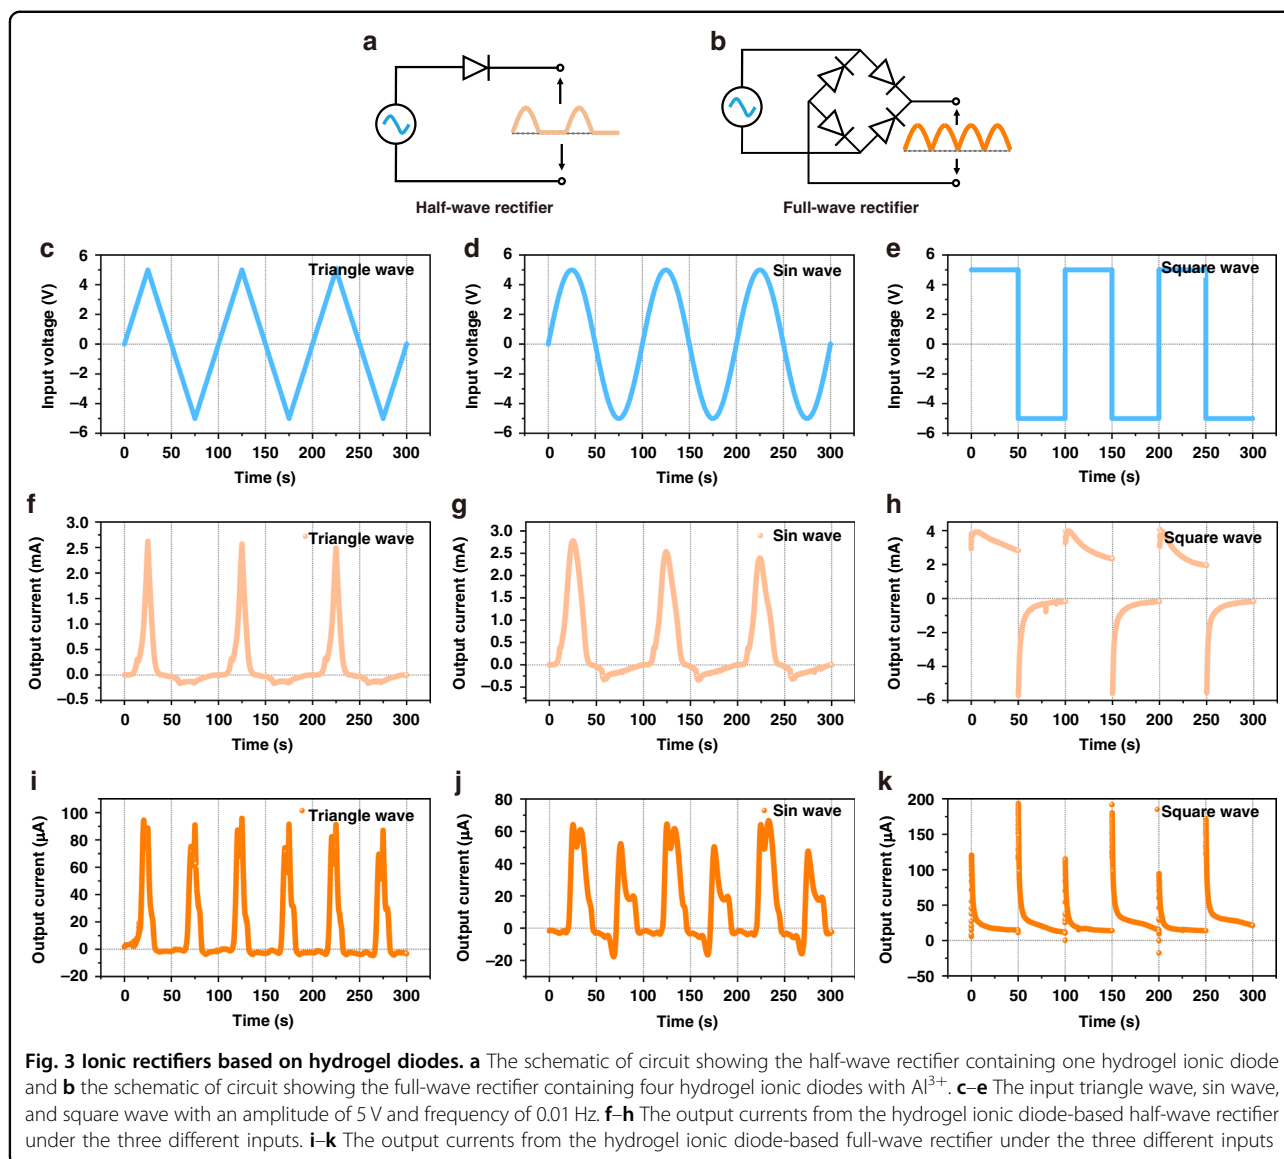 a
b
Half-wave rectifier
Full-wave rectifier
c
Triangle wave
Input voltage (V)
6
4
2
0
−2
−4
−6
0 50 100 150 200 250 300
Time (s)
d
Sin wave
Input voltage (V)
6
4
2
0
−2
−4
−6
0 50 100 150 200 250 300
Time (s)
e
Square wave
Input voltage (V)
6
4
2
0
−2
−4
−6
0 50 100 150 200 250 300
Time (s)
f
Triangle wave
Output current (mA)
3.0
2.5
2.0
1.5
1.0
0.5
0.0
−0.5
0 50 100 150 200 250 300
Time (s)
g
Sin wave
Output current (mA)
3.0
2.5
2.0
1.5
1.0
0.5
0.0
−0.5
0 50 100 150 200 250 300
Time (s)
h
Square wave
Output current (mA)
4
2
0
−2
−4
−6
0 50 100 150 200 250 300
Time (s)
i
Triangle wave
Output current (µA)
100
80
60
40
20
0
−20
0 50 100 150 200 250 300
Time (s)
j
Sin wave
Output current (µA)
80
60
40
20
0
−20
0 50 100 150 200 250 300
Time (s)
k
Square wave
Output current (µA)
200
150
100
50
0
−50
0 50 100 150 200 250 300
Time (s)
Fig. 3 Ionic rectifiers based on hydrogel diodes. a The schematic of circuit showing the half-wave rectifier containing one hydrogel ionic diode
and b the schematic of circuit showing the full-wave rectifier containing four hydrogel ionic diodes with Al³⁺. c–e The input triangle wave, sin wave,
and square wave with an amplitude of 5 V and frequency of 0.01 Hz. f–h The output currents from the hydrogel ionic diode-based half-wave rectifier
under the three different inputs. i–k The output currents from the hydrogel ionic diode-based full-wave rectifier under the three different inputs